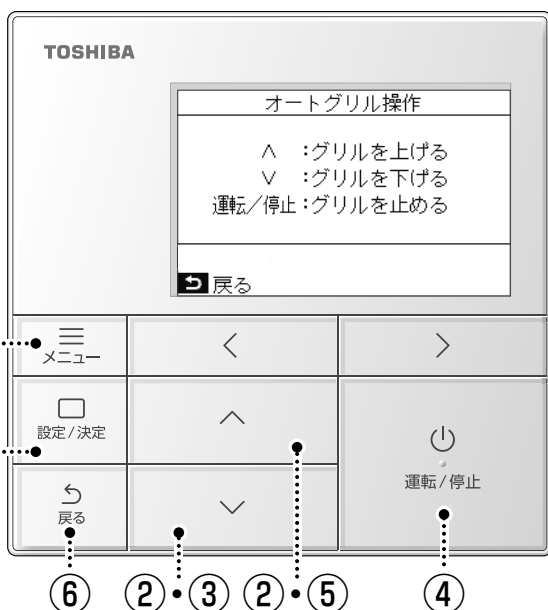 TOSHIBA
オートグリル操作
∧ :グリルを上げる
∨ :グリルを下げる
運転／停止:グリルを止める
戻る
メニュー
設定/決定
運転/停止
戻る
⑥ ②・③ ②・⑤ ④